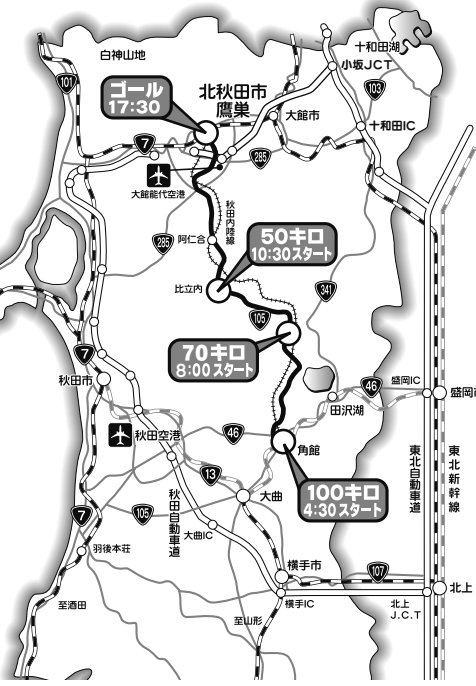 白神山地
十和田湖
小坂JCT
101
ゴール
17:30
北秋田市
鷹巣
大館市
103
十和田IC
7
285
大館能代空港
秋田内陸線
285
阿仁合
50キロ
10:30スタート
比立内
341
105
70キロ
8:00スタート
7
秋田市
46
盛岡IC
盛岡市
田沢湖
秋田空港
46
角館
13
東北自動車道
東北新幹線
100キロ
4:30スタート
大曲
秋田自動車道
7
105
大曲IC
羽後本荘
横手市
107
北上
至酒田
横手IC
北上
J.C.T
至山形